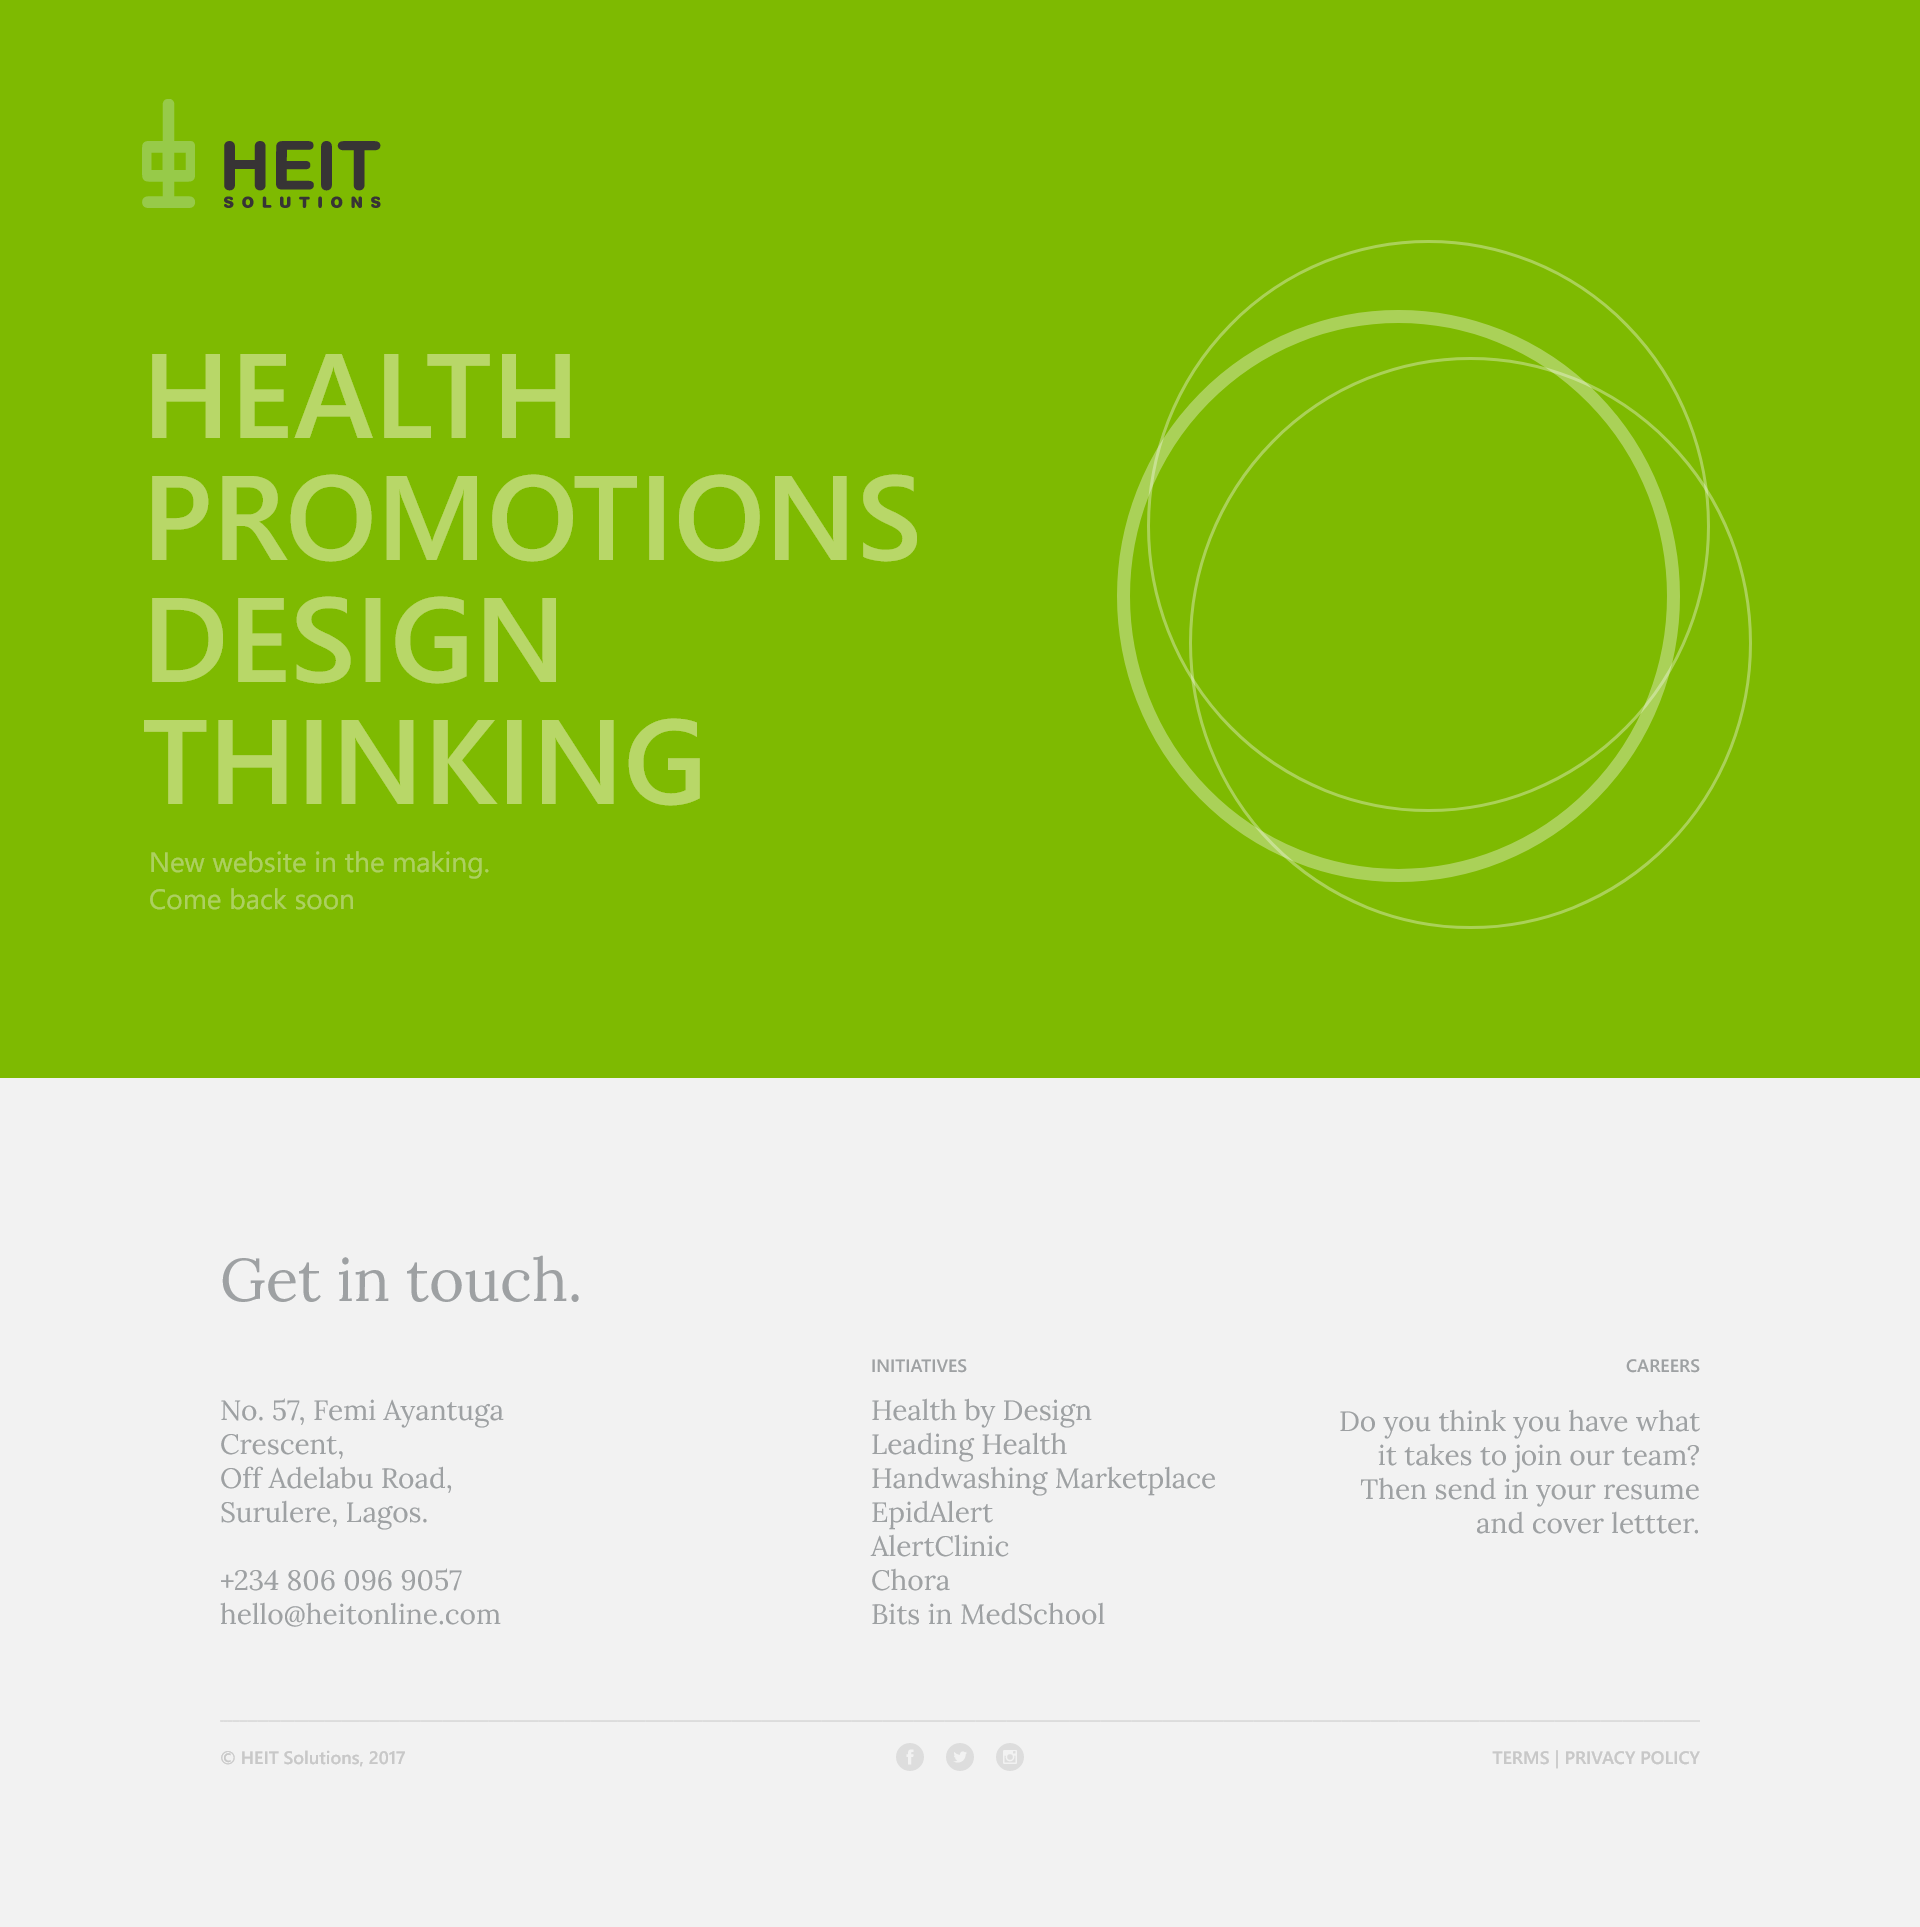 HEIT
SOLUTIONS
HEALTH
PROMOTIONS
DESIGN
THINKING
New website in the making.
Come back soon
Get in touch.
No. 57, Femi Ayantuga
Crescent,
Off Adelabu Road,
Surulere, Lagos.
+234 806 096 9057
hello@heitonline.com
INITIATIVES
Health by Design
Leading Health
Handwashing Marketplace
EpidAlert
AlertClinic
Chora
Bits in MedSchool
CAREERS
Do you think you have what
it takes to join our team?
Then send in your resume
and cover lettter.
© HEIT Solutions, 2017
TERMS | PRIVACY POLICY